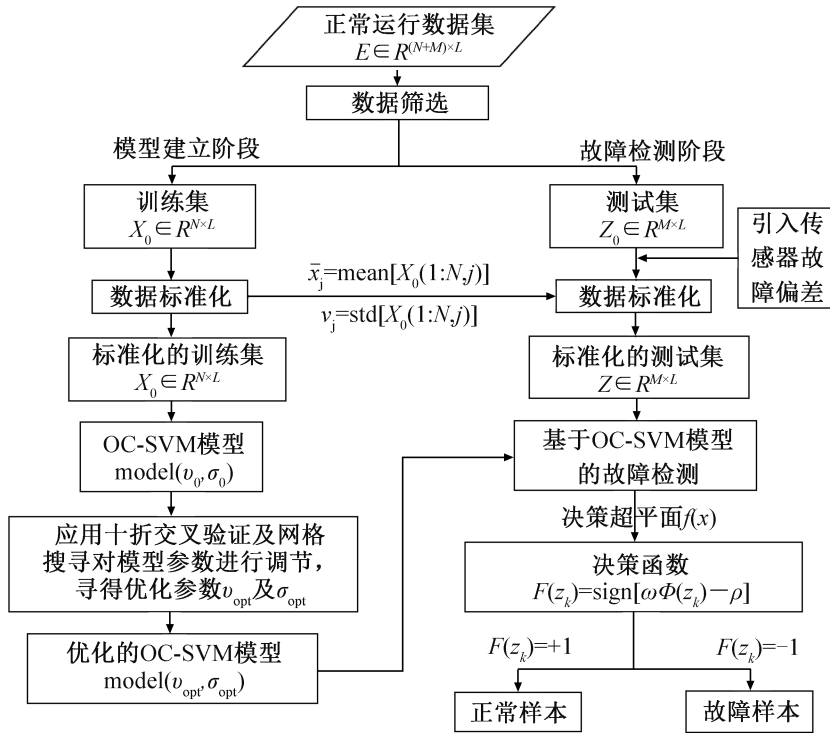 正常运行数据集
E∈R^{(N+M)×L}
数据筛选
模型建立阶段
故障检测阶段
训练集
X₀∈R^{N×L}
测试集
Z₀∈R^{M×L}
引入传
感器故
障偏差
数据标准化
x̄_j=mean[X₀(1:N,j)]
v_j=std[X₀(1:N,j)]
数据标准化
标准化的训练集
X₀∈R^{N×L}
标准化的测试集
Z∈R^{M×L}
OC-SVM模型
model(υ₀,σ₀)
基于OC-SVM模型
的故障检测
应用十折交叉验证及网格
搜寻对模型参数进行调节，
寻得优化参数υ_opt及σ_opt
决策超平面f(x)
决策函数
F(z_k)=sign[ωΦ(z_k)−ρ]
优化的OC-SVM模型
model(υ_opt,σ_opt)
F(z_k)=+1
F(z_k)=−1
正常样本
故障样本